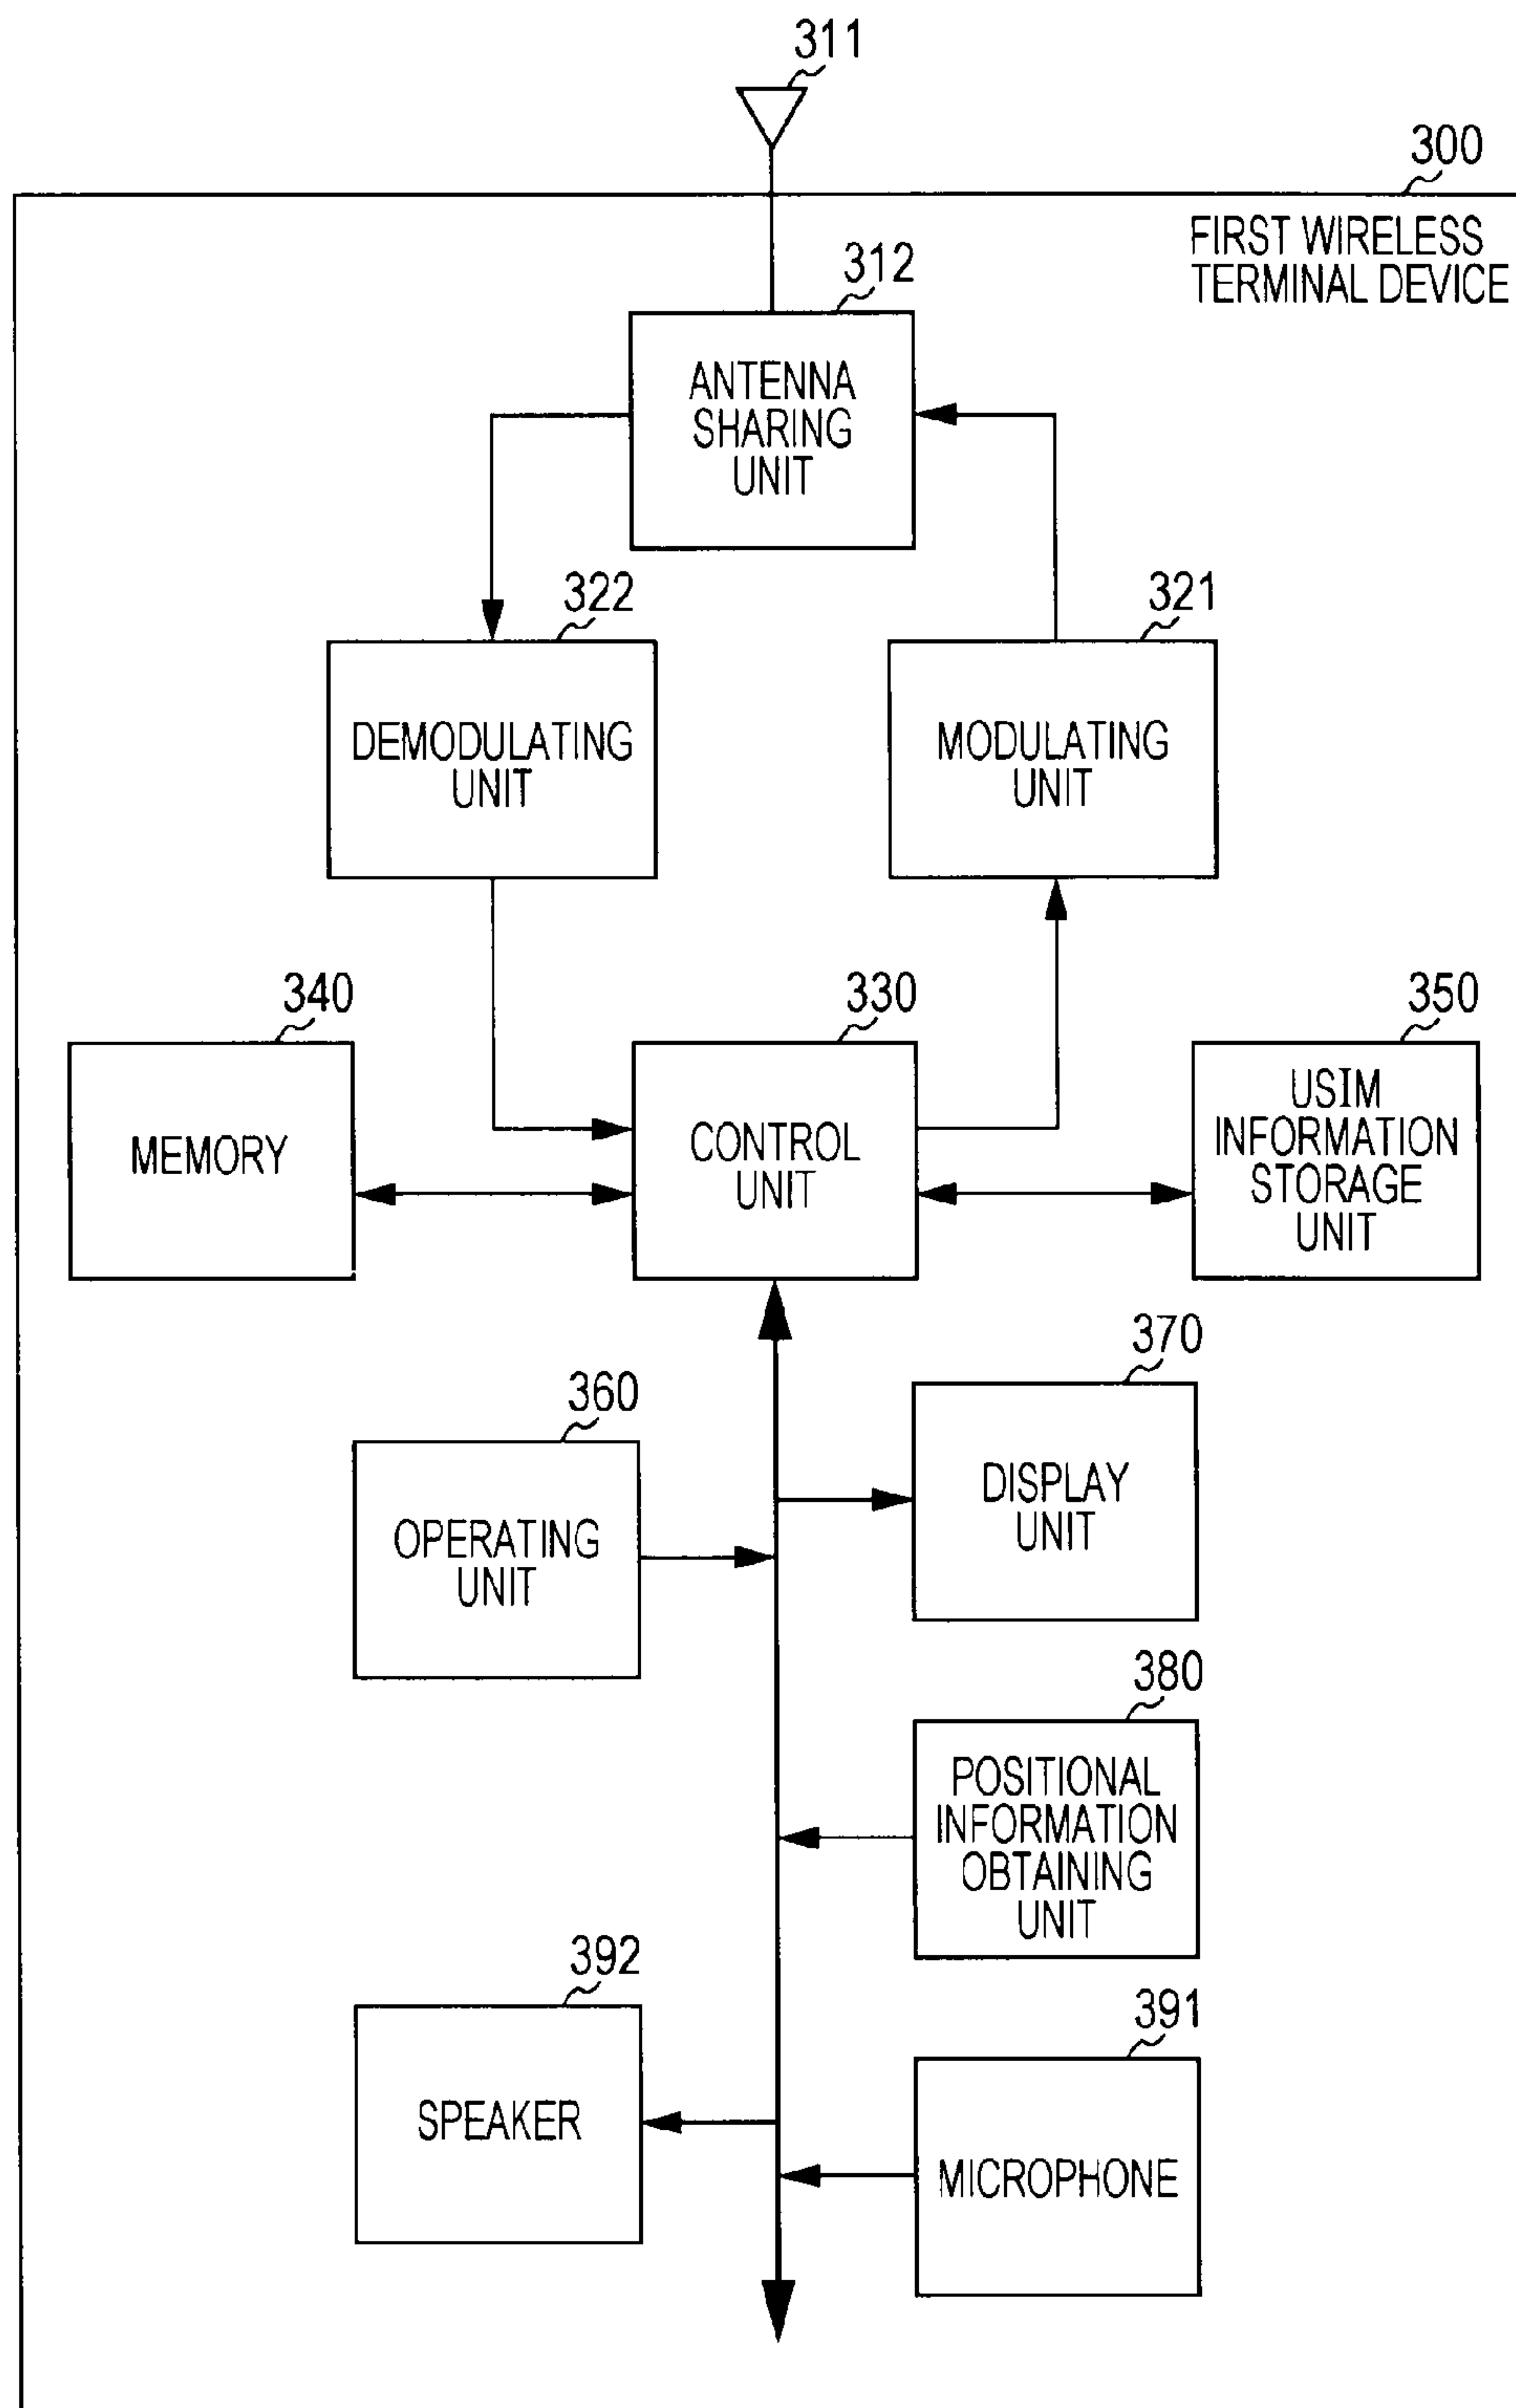 311
300
FIRST WIRELESS
TERMINAL DEVICE
312
ANTENNA
SHARING
UNIT
322
DEMODULATING
UNIT
321
MODULATING
UNIT
340
MEMORY
330
CONTROL
UNIT
350
USIM
INFORMATION
STORAGE
UNIT
360
OPERATING
UNIT
370
DISPLAY
UNIT
380
POSITIONAL
INFORMATION
OBTAINING
UNIT
392
SPEAKER
391
MICROPHONE